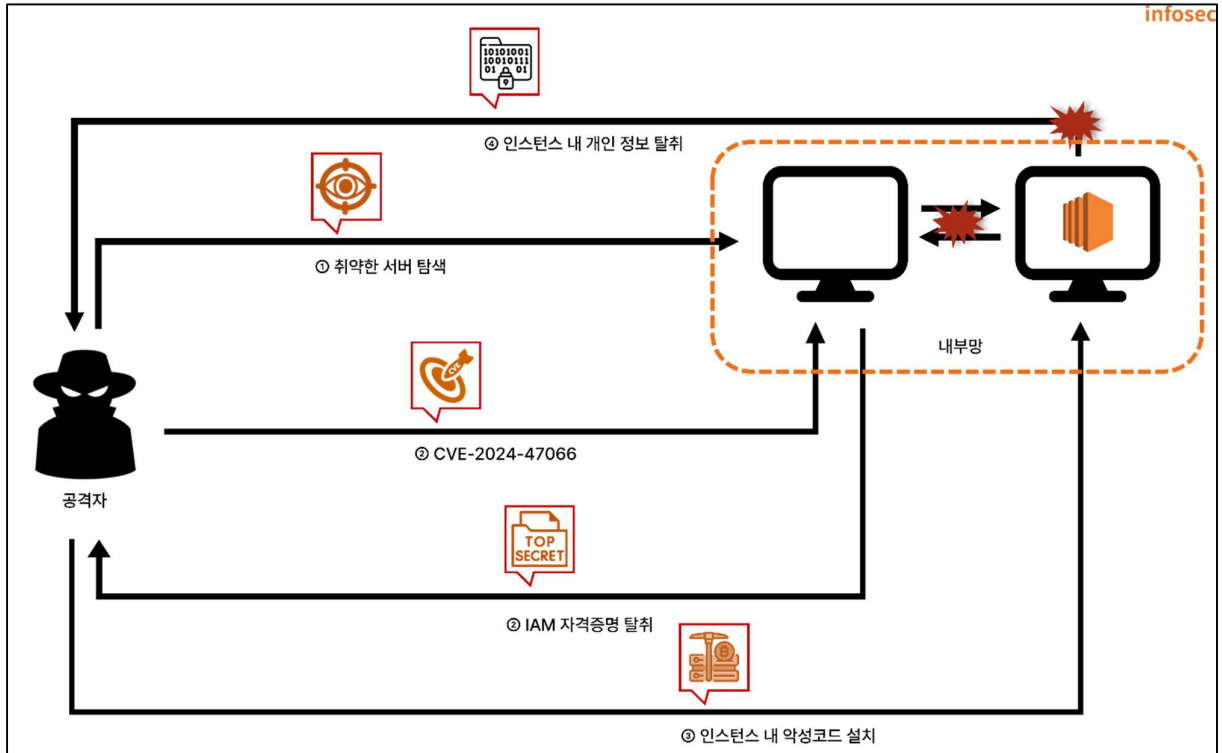 infosec
10101001
10010111
01 01
④ 인스턴스 내 개인 정보 탈취
① 취약한 서버 탐색
내부망
CVE
② CVE-2024-47066
공격자
TOP
SECRET
② IAM 자격증명 탈취
B
③ 인스턴스 내 악성코드 설치